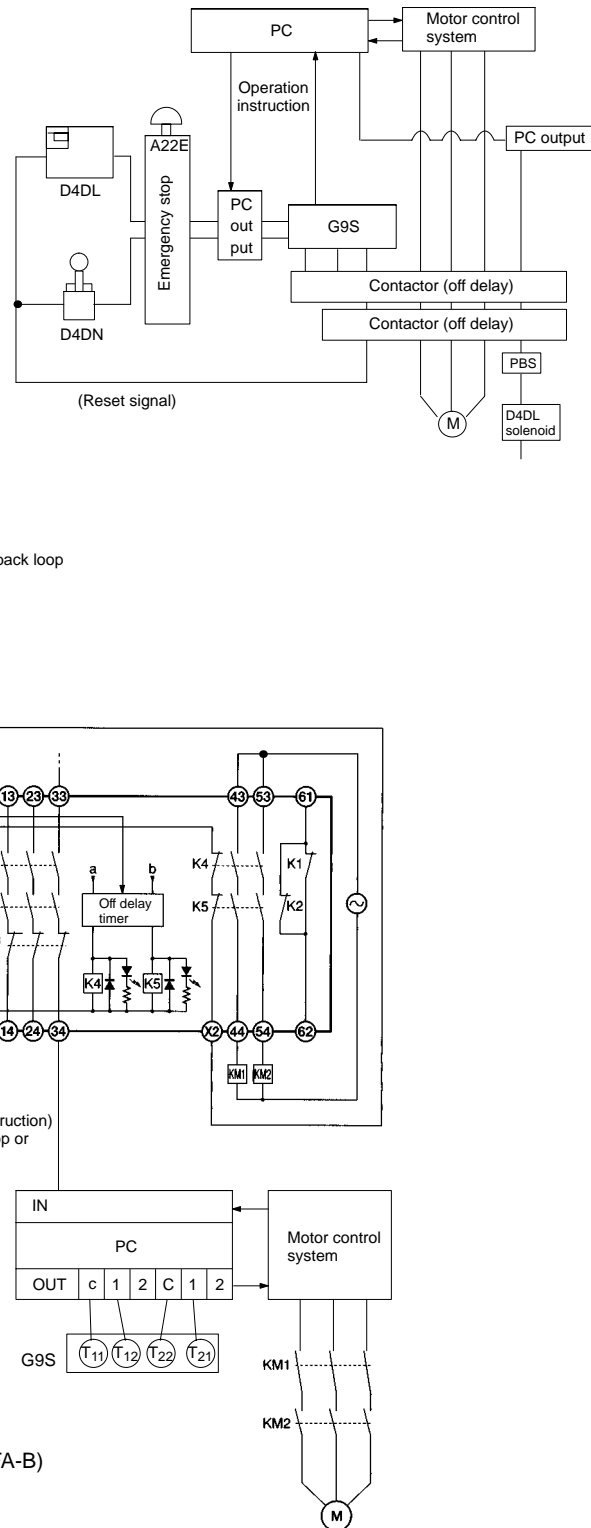 PC
Motor control
system
Operation
instruction
A22E
PC output
D4DL
Emergency stop
PC
out
put
G9S
Contactor (off delay)
D4DN
Contactor (off delay)
PBS
(Reset signal)
M
D4DL
solenoid
back loop
13 23 33 43 53 61
K4 K1
a b
Off delay
timer
K5 K2
K4 K5
14 24 34 X2 44 54 62
KM1 KM2
ruction)
op or
IN
PC
Motor control
system
OUT c 1 2 C 1 2
G9S T11 T12 T22 T21
KM1
KM2
TA-B)
M